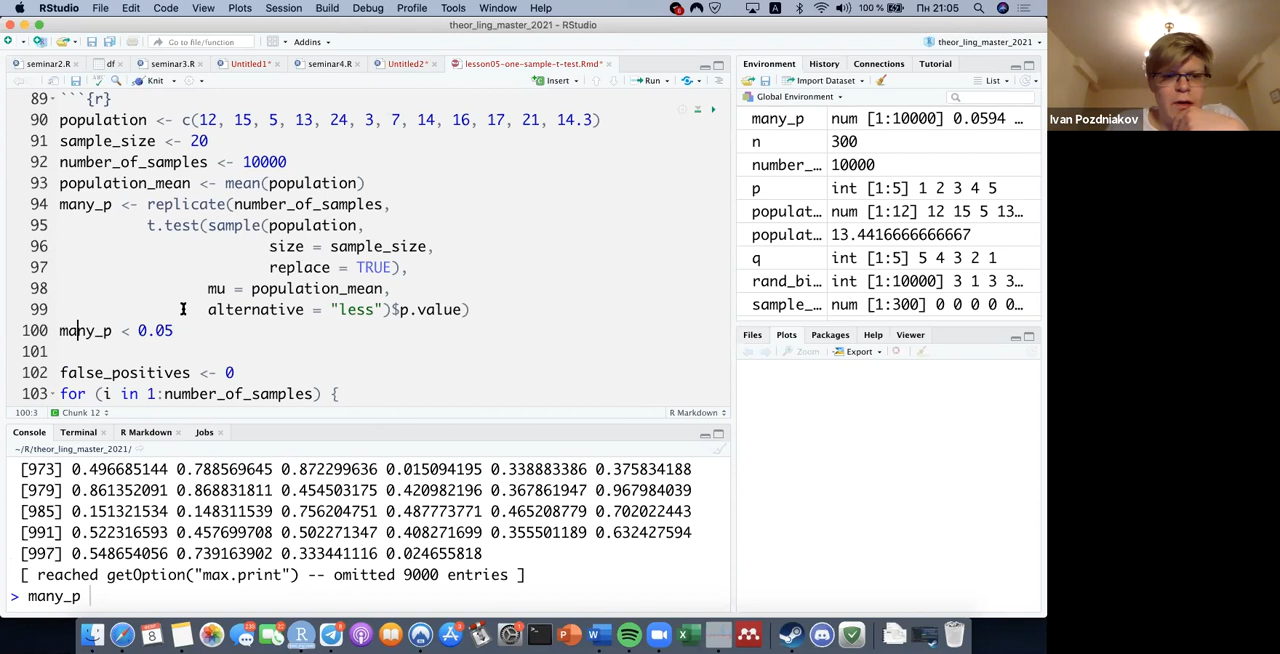 RStudio File Edit Code View Plots Session Build Debug Profile Tools Window Help 100 % Пн 21:05
theor_ling_master_2021 - RStudio
Go to file/function Addins theor_ling_master_2021
seminar2.R df seminar3.R Untitled1* seminar4.R Untitled2* lesson05-one-sample-t-test.Rmd*
Knit Insert Run
89 ```{r}
90 population <- c(12, 15, 5, 13, 24, 3, 7, 14, 16, 17, 21, 14.3)
91 sample_size <- 20
92 number_of_samples <- 10000
93 population_mean <- mean(population)
94 many_p <- replicate(number_of_samples,
95 t.test(sample(population,
96 size = sample_size,
97 replace = TRUE),
98 mu = population_mean,
99 alternative = "less")$p.value)
100 many_p < 0.05
101
102 false_positives <- 0
103 for (i in 1:number_of_samples) {
100:3 Chunk 12 R Markdown
Console Terminal R Markdown Jobs
~/R/theor_ling_master_2021/
[973] 0.496685144 0.788569645 0.872299636 0.015094195 0.338883386 0.375834188
[979] 0.861352091 0.868831811 0.454503175 0.420982196 0.367861947 0.967984039
[985] 0.151321534 0.148311539 0.756204751 0.487773771 0.465208779 0.702022443
[991] 0.522316593 0.457699708 0.502271347 0.408271699 0.355501189 0.632427594
[997] 0.548654056 0.739163902 0.333441116 0.024655818
[ reached getOption("max.print") -- omitted 9000 entries ]
> many_p
Environment History Connections Tutorial
Import Dataset List
Global Environment
many_p num [1:10000] 0.0594 …
n 300
number_… 10000
p int [1:5] 1 2 3 4 5
populat… num [1:12] 12 15 5 13…
populat… 13.4416666666667
q int [1:5] 5 4 3 2 1
rand_bi… int [1:10000] 3 1 3 3…
sample_… num [1:300] 0 0 0 0 0…
Files Plots Packages Help Viewer
Zoom Export
Ivan Pozdniakov